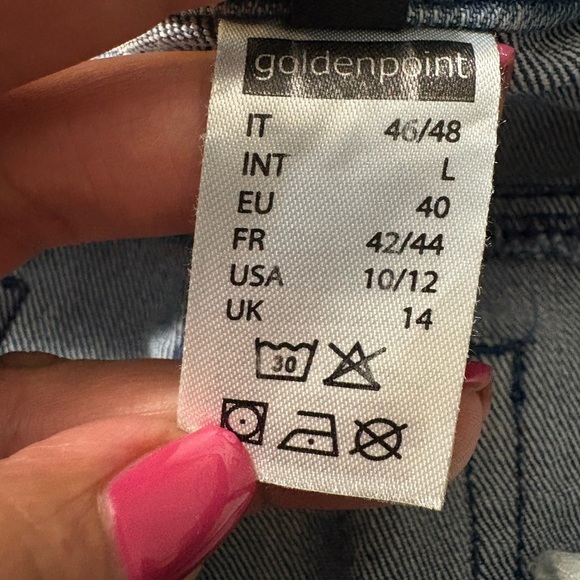 goldenpoint
IT 46/48
INT L
EU 40
FR 42/44
USA 10/12
UK 14
30